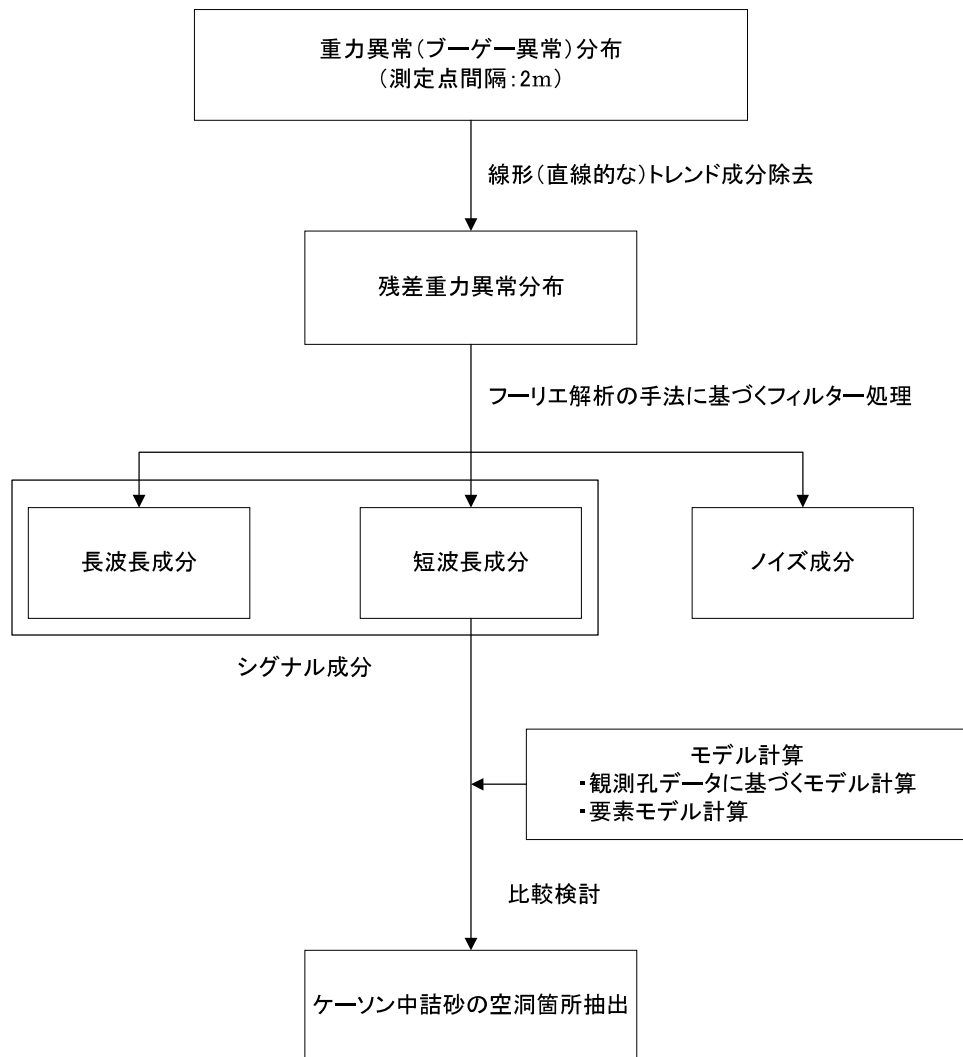 重力異常(ブーゲー異常)分布
(測定点間隔:2m)
線形(直線的な)トレンド成分除去
残差重力異常分布
フーリエ解析の手法に基づくフィルター処理
長波長成分
短波長成分
ノイズ成分
シグナル成分
モデル計算
・観測孔データに基づくモデル計算
・要素モデル計算
比較検討
ケーソン中詰砂の空洞箇所抽出